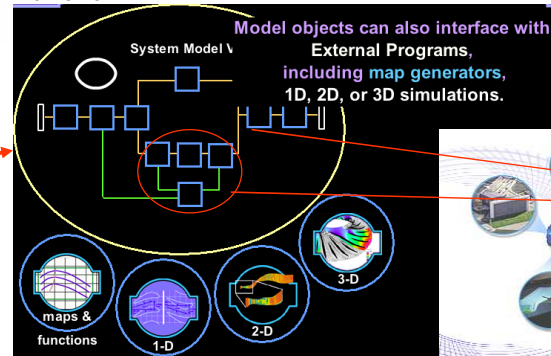 Model objects can also interface with
External Programs,
including map generators,
1D, 2D, or 3D simulations.
System Model V
maps &
functions
1-D
2-D
3-D